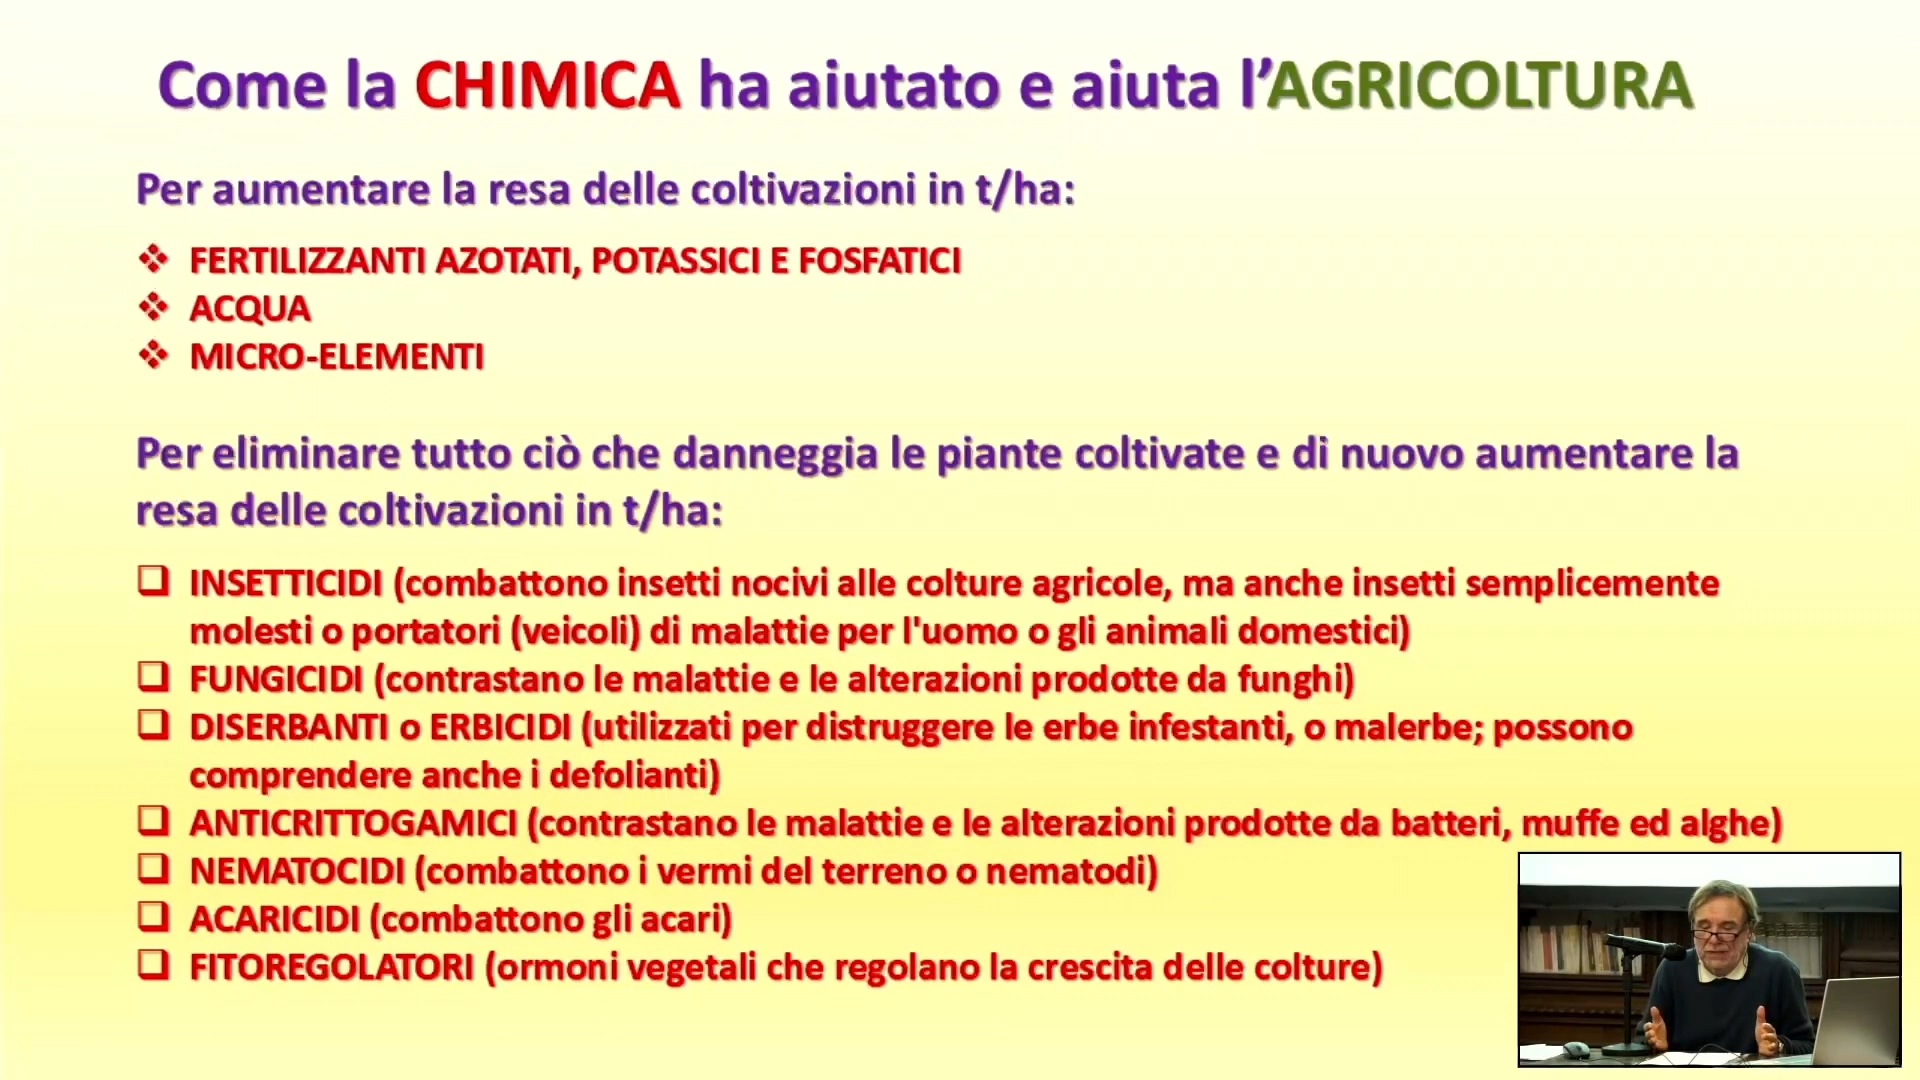 Come la CHIMICA ha aiutato e aiuta l’AGRICOLTURA
Per aumentare la resa delle coltivazioni in t/ha:
❖ FERTILIZZANTI AZOTATI, POTASSICI E FOSFATICI
❖ ACQUA
❖ MICRO-ELEMENTI
Per eliminare tutto ciò che danneggia le piante coltivate e di nuovo aumentare la
resa delle coltivazioni in t/ha:
❑ INSETTICIDI (combattono insetti nocivi alle colture agricole, ma anche insetti semplicemente
molesti o portatori (veicoli) di malattie per l'uomo o gli animali domestici)
❑ FUNGICIDI (contrastano le malattie e le alterazioni prodotte da funghi)
❑ DISERBANTI o ERBICIDI (utilizzati per distruggere le erbe infestanti, o malerbe; possono
comprendere anche i defolianti)
❑ ANTICRITTOGAMICI (contrastano le malattie e le alterazioni prodotte da batteri, muffe ed alghe)
❑ NEMATOCIDI (combattono i vermi del terreno o nematodi)
❑ ACARICIDI (combattono gli acari)
❑ FITOREGOLATORI (ormoni vegetali che regolano la crescita delle colture)